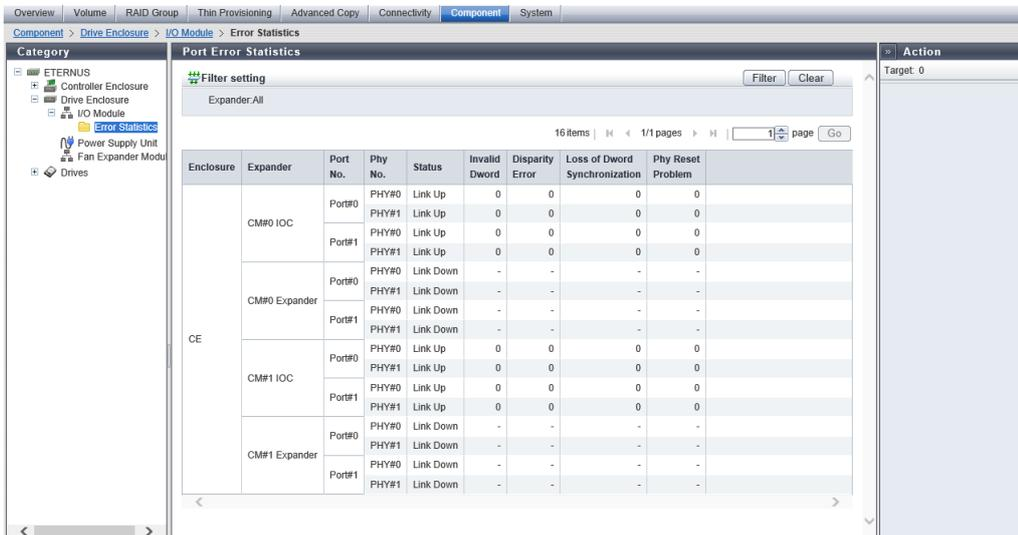 Overview Volume RAID Group Thin Provisioning Advanced Copy Connectivity Component System
Component > Drive Enclosure > I/O Module > Error Statistics
Category
ETERNUS
Controller Enclosure
Drive Enclosure
I/O Module
Error Statistics
Power Supply Unit
Fan Expander Modul
Drives
Port Error Statistics
Filter setting
Filter Clear
Expander:All
16 items | 1/1 pages | 1 page Go
Enclosure Expander Port No. Phy No. Status Invalid Dword Disparity Error Loss of Dword Synchronization Phy Reset Problem
CE CM#0 IOC Port#0 PHY#0 Link Up 0 0 0 0
PHY#1 Link Up 0 0 0 0
Port#1 PHY#0 Link Up 0 0 0 0
PHY#1 Link Up 0 0 0 0
CM#0 Expander Port#0 PHY#0 Link Down - - - -
PHY#1 Link Down - - - -
Port#1 PHY#0 Link Down - - - -
PHY#1 Link Down - - - -
CM#1 IOC Port#0 PHY#0 Link Up 0 0 0 0
PHY#1 Link Up 0 0 0 0
Port#1 PHY#0 Link Up 0 0 0 0
PHY#1 Link Up 0 0 0 0
CM#1 Expander Port#0 PHY#0 Link Down - - - -
PHY#1 Link Down - - - -
Port#1 PHY#0 Link Down - - - -
PHY#1 Link Down - - - -
» Action
Target: 0